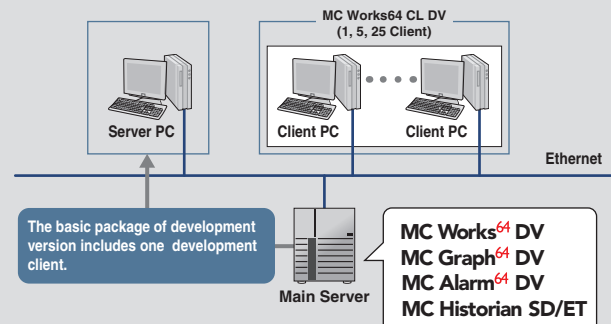 MC Works64 CL DV
(1, 5, 25 Client)
Server PC
Client PC
Client PC
Ethernet
The basic package of development
version includes one development
client.
Main Server
MC Works64 DV
MC Graph64 DV
MC Alarm64 DV
MC Historian SD/ET